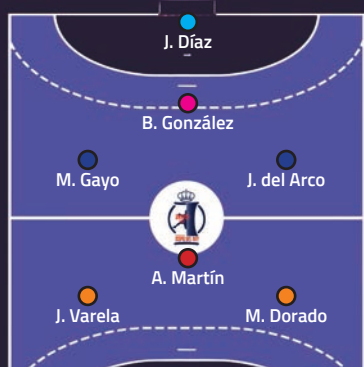 J. Díaz
B. González
M. Gayo
J. del Arco
A. Martín
J. Varela
M. Dorado